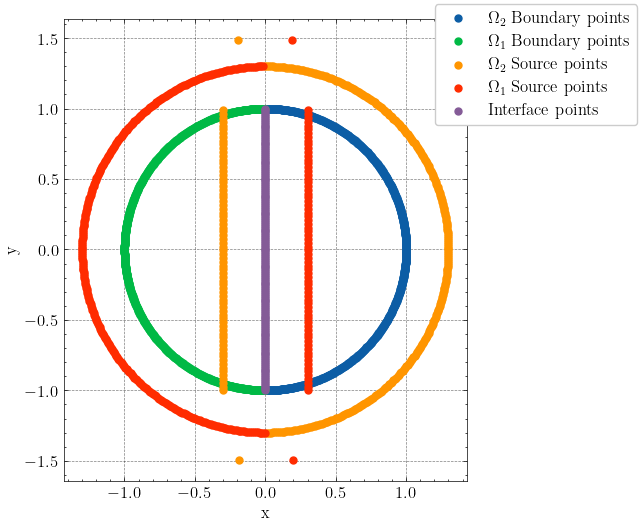 Ω₂ Boundary points
Ω₁ Boundary points
Ω₂ Source points
Ω₁ Source points
Interface points
1.5
1.0
0.5
0.0
−0.5
−1.0
−1.5
y
−1.0 −0.5 0.0 0.5 1.0
x